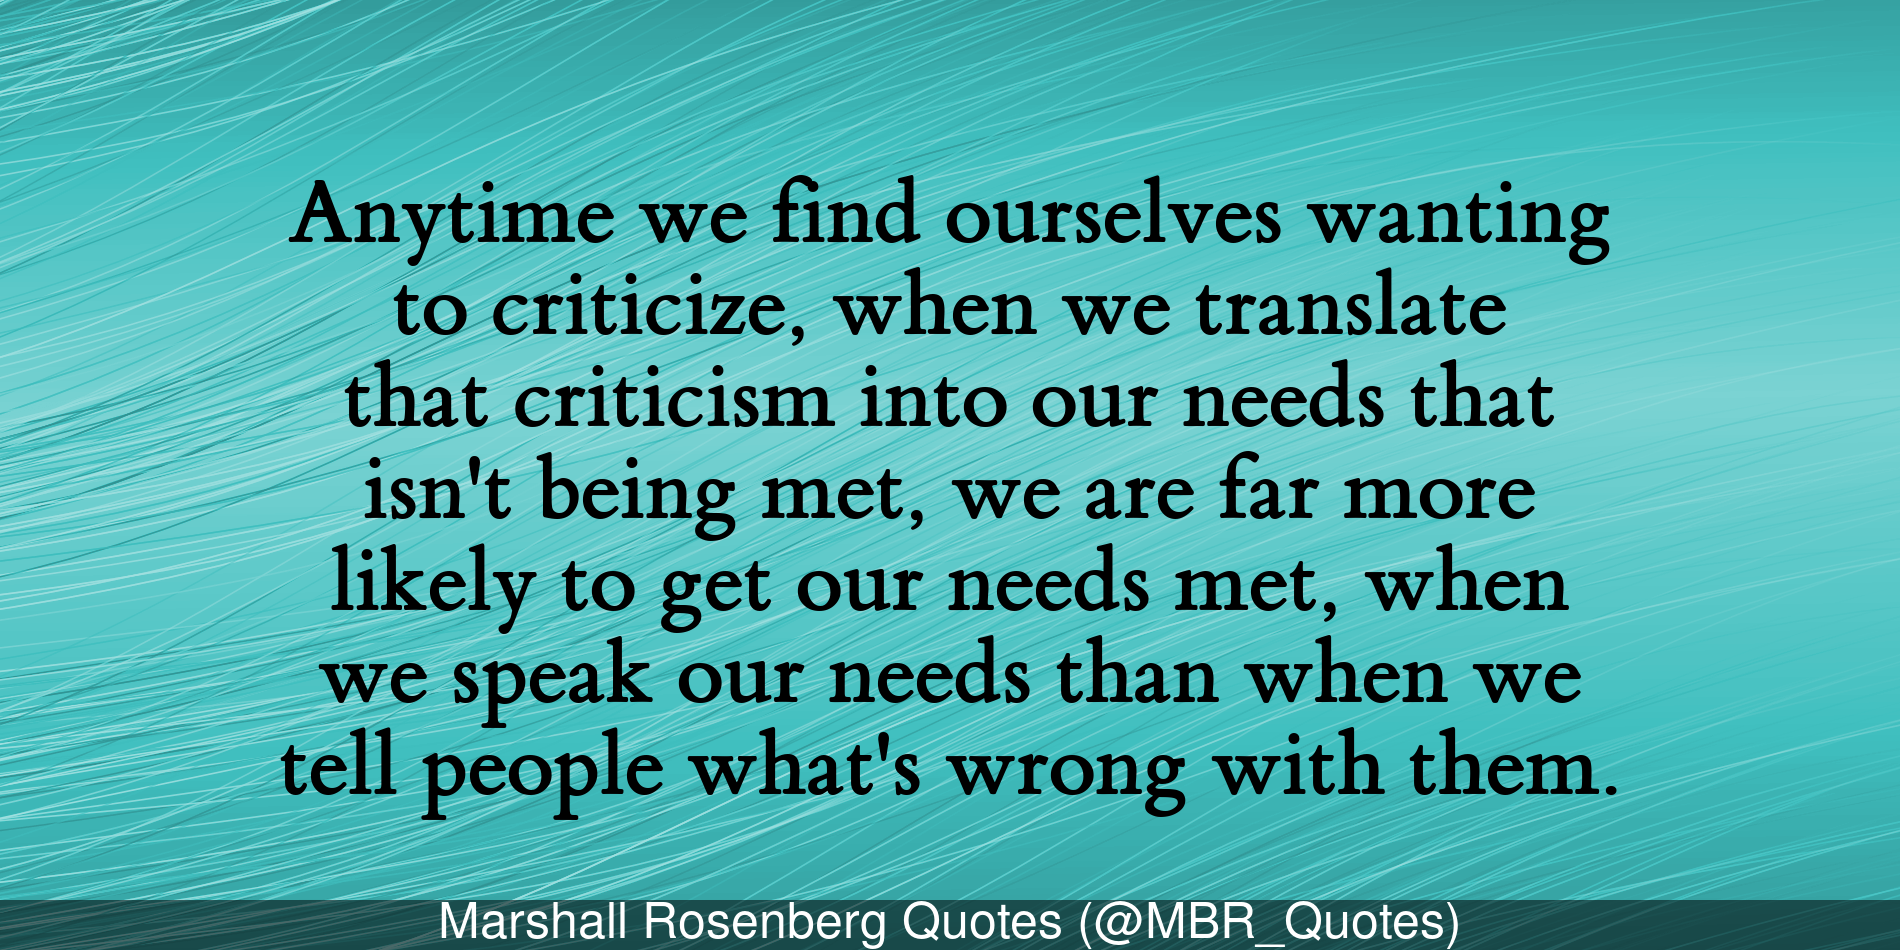 Anytime we find ourselves wanting
to criticize, when we translate
that criticism into our needs that
isn't being met, we are far more
likely to get our needs met, when
we speak our needs than when we
tell people what's wrong with them.
Marshall Rosenberg Quotes (@MBR_Quotes)